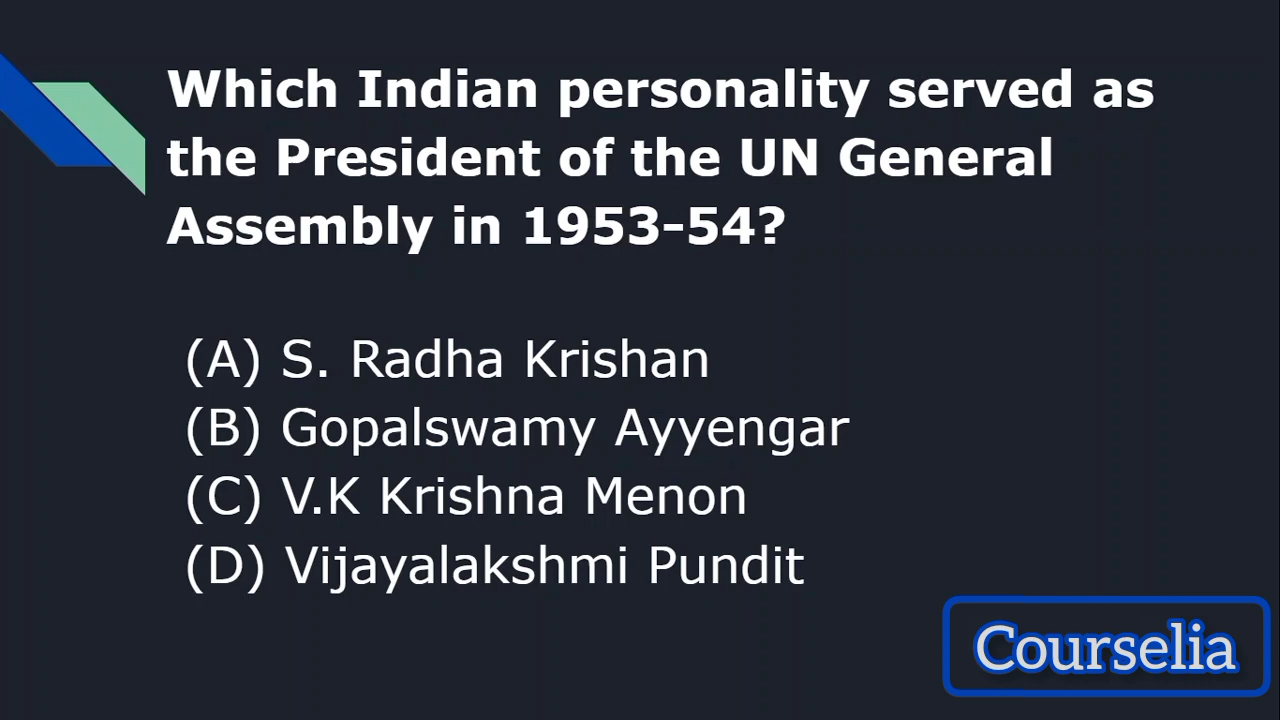 Which Indian personality served as
the President of the UN General
Assembly in 1953-54?
(A) S. Radha Krishan
(B) Gopalswamy Ayyengar
(C) V.K Krishna Menon
(D) Vijayalakshmi Pundit
Courselia